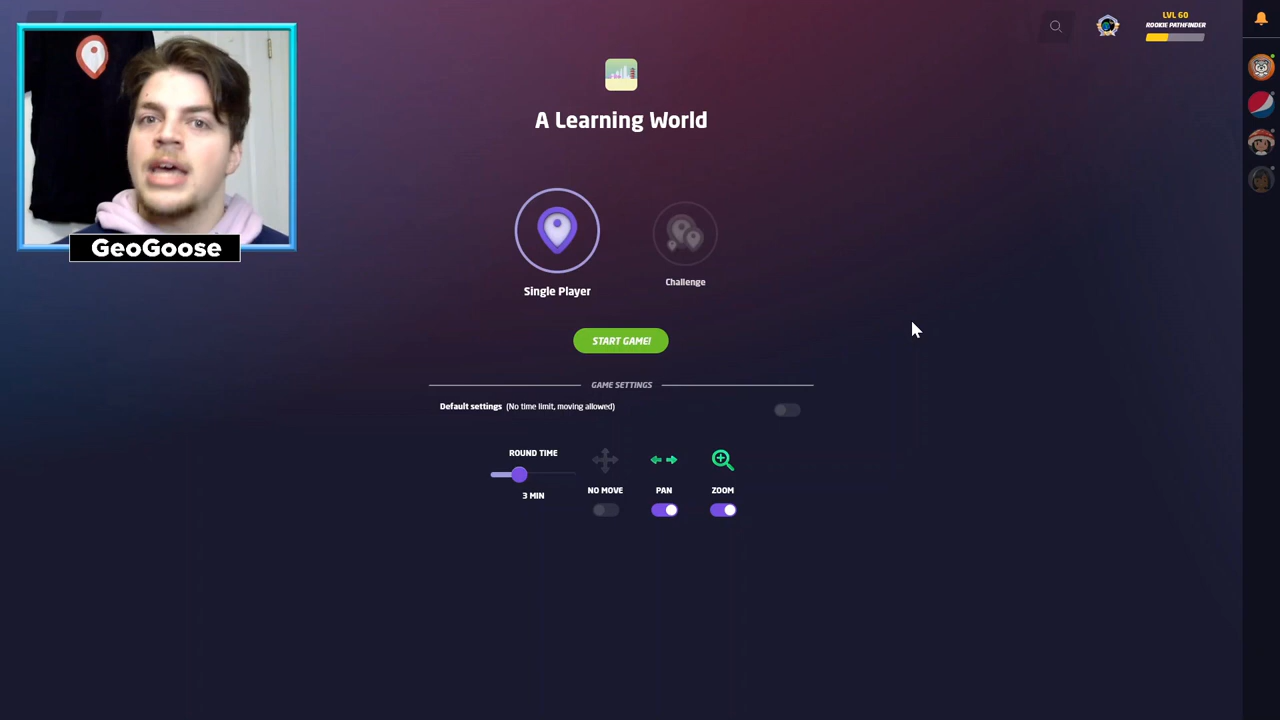 LVL 60
ROOKIE PATHFINDER
A Learning World
GeoGoose
Single Player
Challenge
START GAME!
GAME SETTINGS
Default settings (No time limit, moving allowed)
ROUND TIME
3 MIN
NO MOVE
PAN
ZOOM